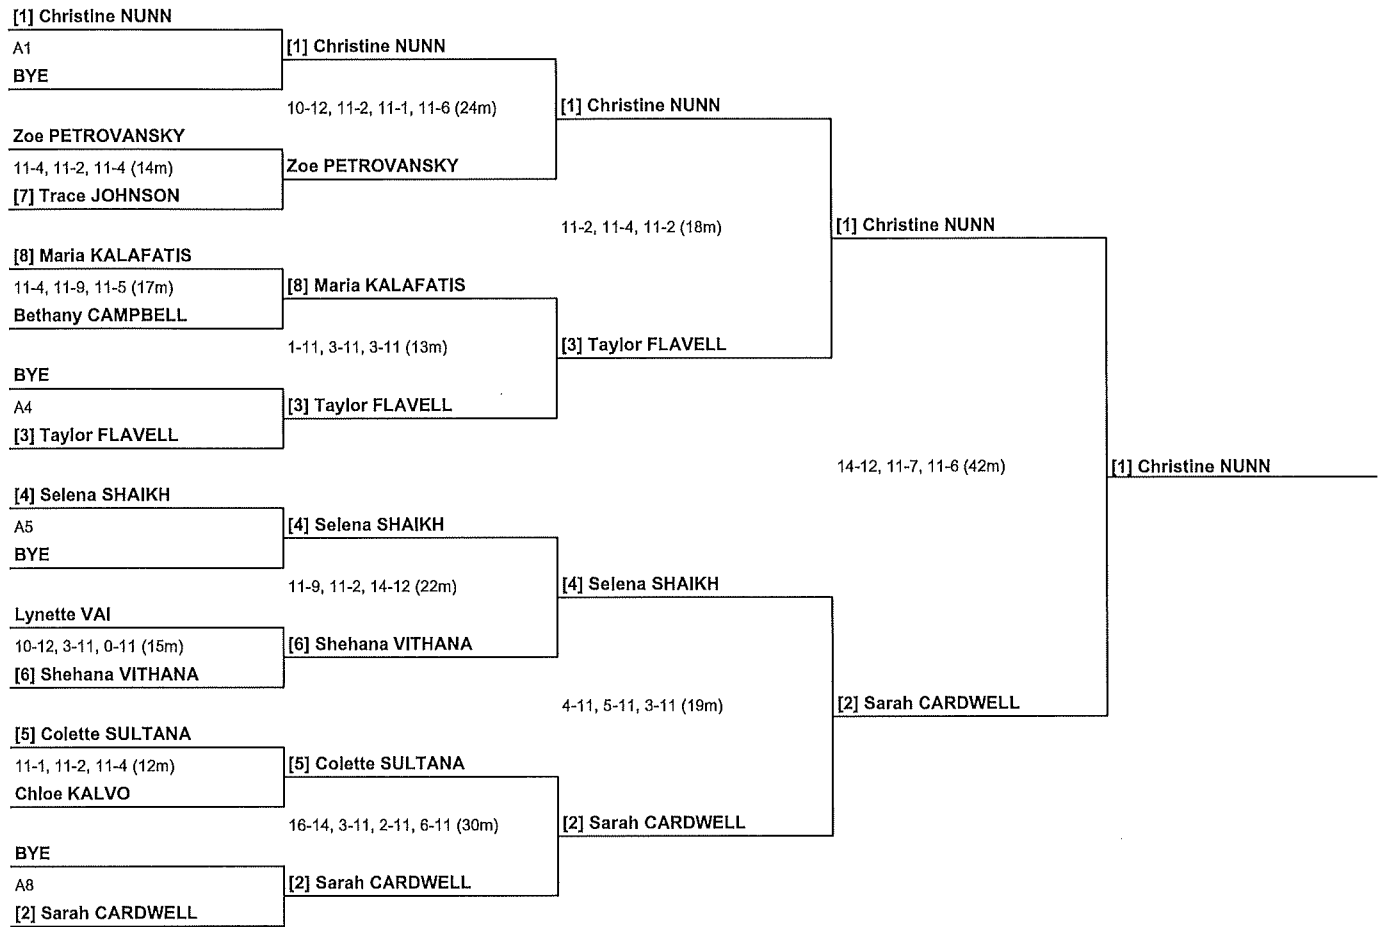 [1] Christine NUNN
A1
BYE
Zoe PETROVANSKY
11-4, 11-2, 11-4 (14m)
[7] Trace JOHNSON
[8] Maria KALAFATIS
11-4, 11-9, 11-5 (17m)
Bethany CAMPBELL
BYE
A4
[3] Taylor FLAVELL
[4] Selena SHAIKH
A5
BYE
Lynette VAI
10-12, 3-11, 0-11 (15m)
[6] Shehana VITHANA
[5] Colette SULTANA
11-1, 11-2, 11-4 (12m)
Chloe KALVO
BYE
A8
[2] Sarah CARDWELL
[1] Christine NUNN
10-12, 11-2, 11-1, 11-6 (24m)
Zoe PETROVANSKY
[8] Maria KALAFATIS
1-11, 3-11, 3-11 (13m)
[3] Taylor FLAVELL
[4] Selena SHAIKH
11-9, 11-2, 14-12 (22m)
[6] Shehana VITHANA
[5] Colette SULTANA
16-14, 3-11, 2-11, 6-11 (30m)
[2] Sarah CARDWELL
[1] Christine NUNN
11-2, 11-4, 11-2 (18m)
[3] Taylor FLAVELL
[4] Selena SHAIKH
4-11, 5-11, 3-11 (19m)
[2] Sarah CARDWELL
[1] Christine NUNN
14-12, 11-7, 11-6 (42m)
[2] Sarah CARDWELL
[1] Christine NUNN